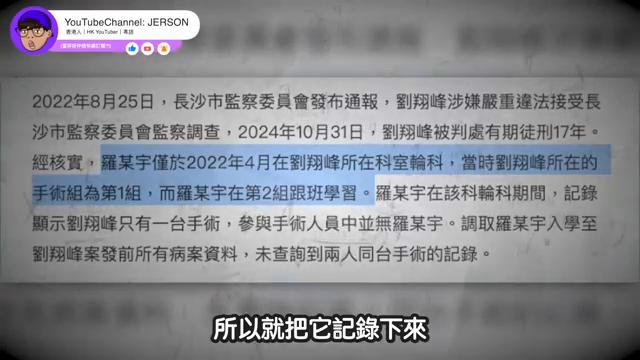 YouTubeChannel: JERSON
香港人｜HK YouTuber｜粵語
2022年8月25日，長沙市監察委員會發布通報，劉翔峰涉嫌嚴重違法接受長
沙市監察委員會監察調查，2024年10月31日，劉翔峰被判處有期徒刑17年。
經核實，羅某宇僅於2022年4月在劉翔峰所在科室輪科，當時劉翔峰所在的
手術組為第1組，而羅某宇在第2組跟班學習。羅某宇在該科輪科期間，記錄
顯示劉翔峰只有一台手術，參與手術人員中並無羅某宇。調取羅某宇入學至
劉翔峰案發前所有病案資料，未查詢到兩人同台手術的記錄。
所以就把它記錄下來